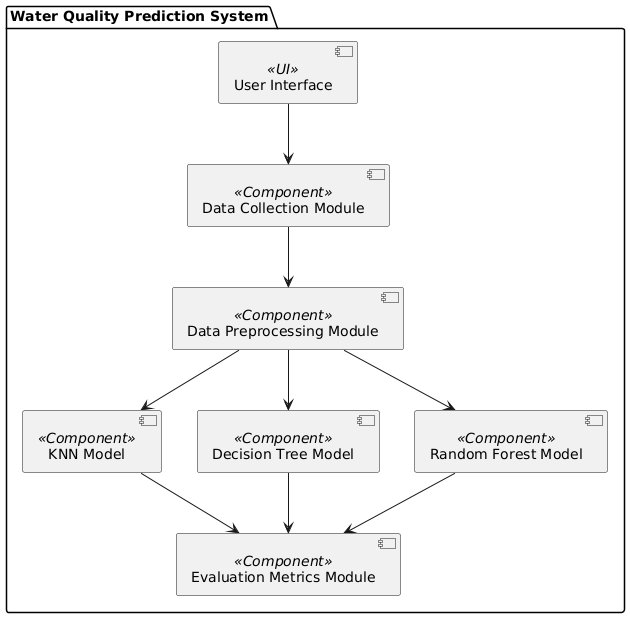 Water Quality Prediction System
«UI»
User Interface
«Component»
Data Collection Module
«Component»
Data Preprocessing Module
«Component»
KNN Model
«Component»
Decision Tree Model
«Component»
Random Forest Model
«Component»
Evaluation Metrics Module